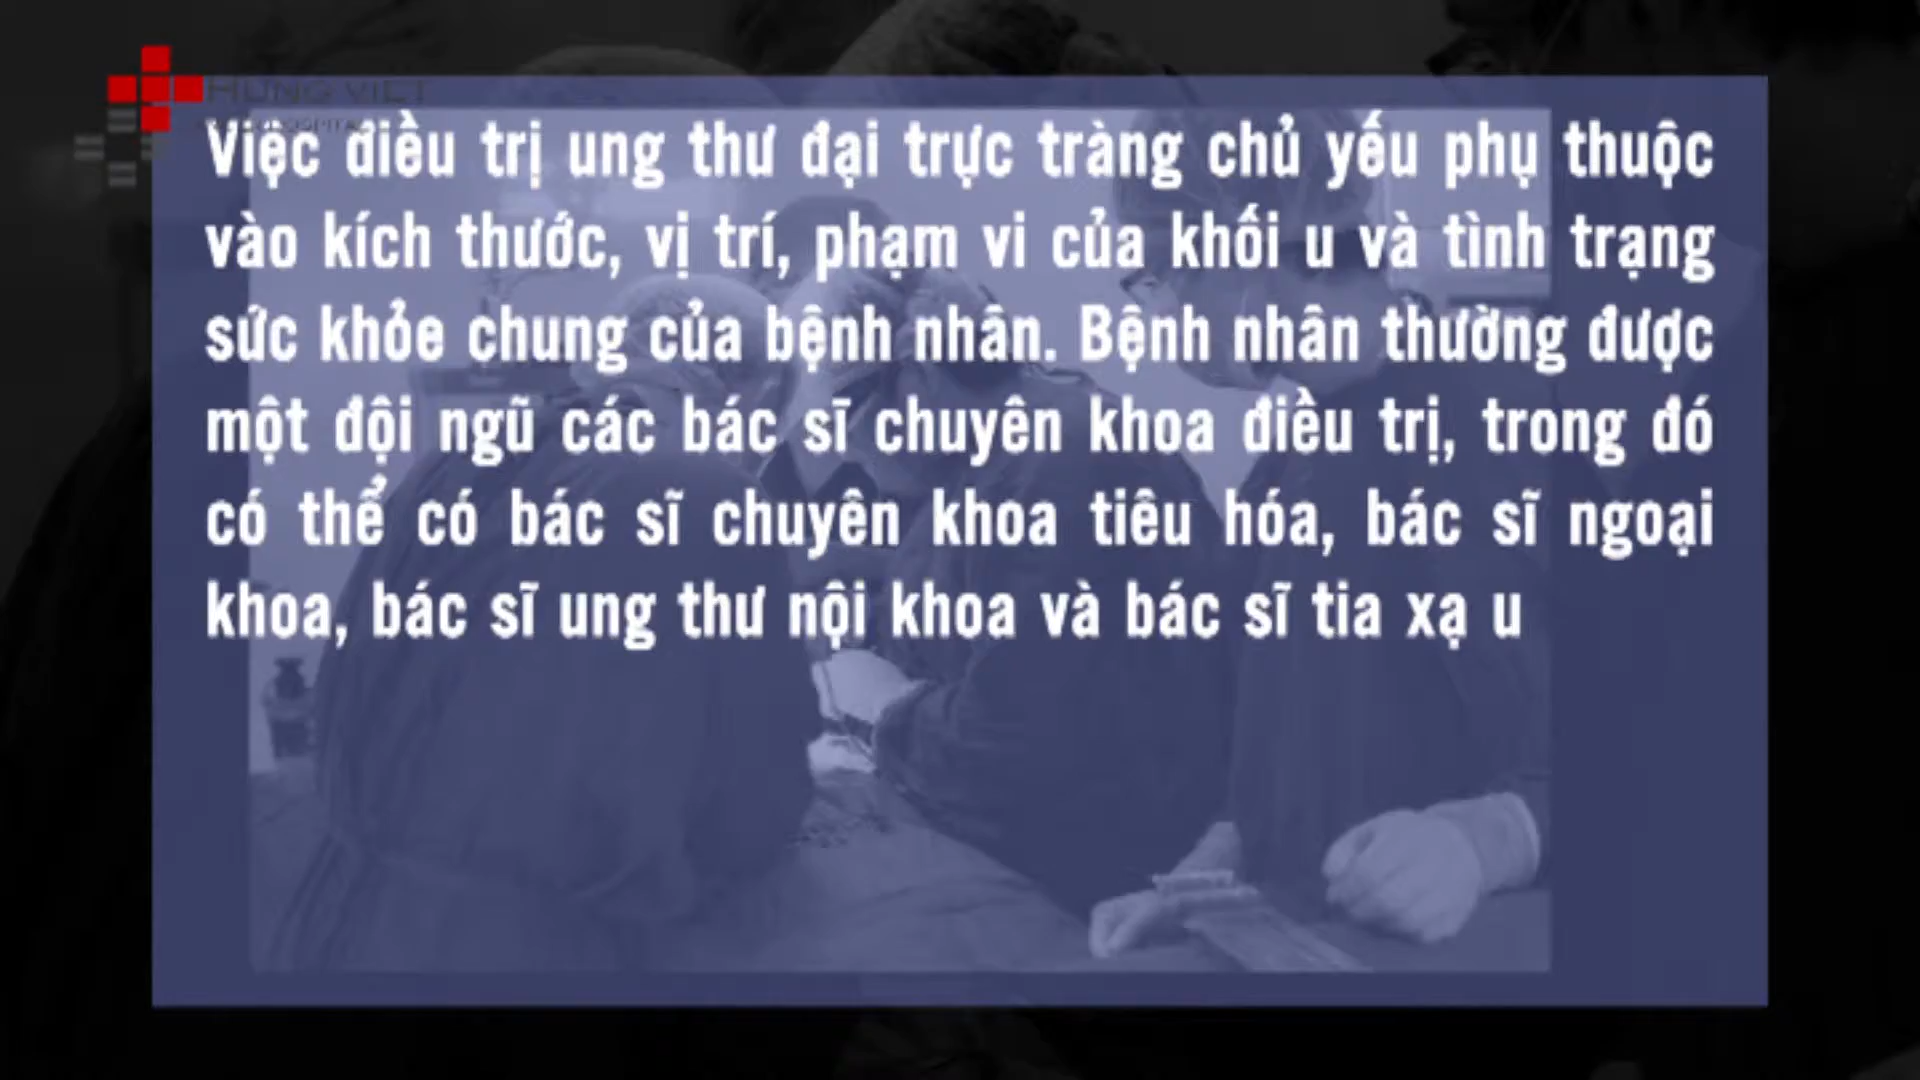 HUNG VIET
Việc điều trị ung thư đại trực tràng chủ yếu phụ thuộc
vào kích thước, vị trí, phạm vi của khối u và tình trạng
sức khỏe chung của bệnh nhân. Bệnh nhân thường được
một đội ngũ các bác sĩ chuyên khoa điều trị, trong đó
có thể có bác sĩ chuyên khoa tiêu hóa, bác sĩ ngoại
khoa, bác sĩ ung thư nội khoa và bác sĩ tia xạ u